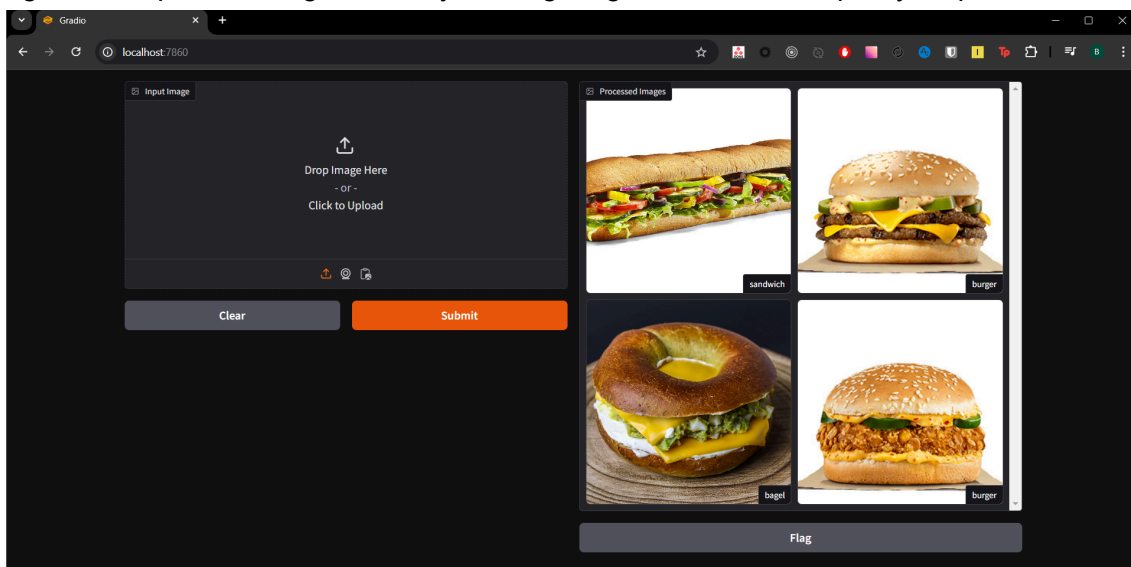 Gradio
localhost:7860
Input Image
Drop Image Here
- or -
Click to Upload
Clear
Submit
Processed Images
sandwich
burger
bagel
burger
Flag